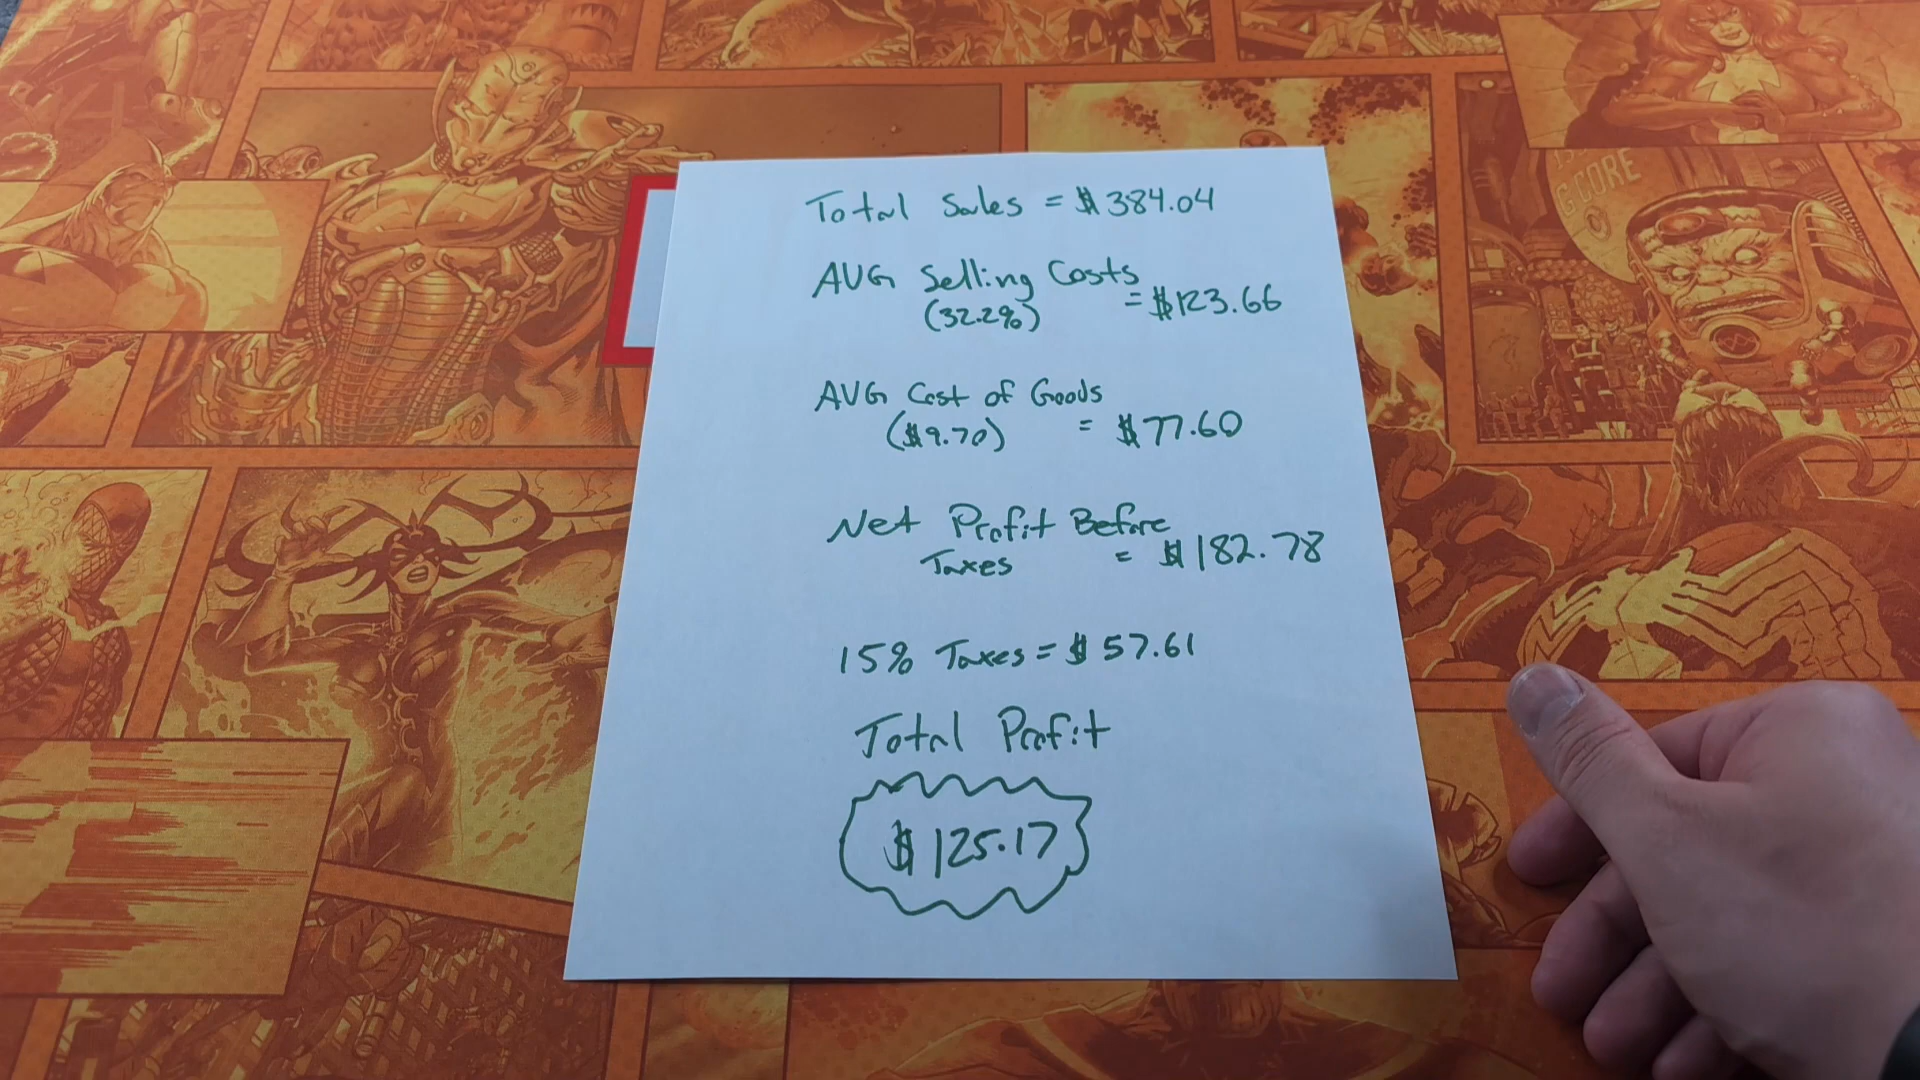 Total Sales = $384.04
AVG Selling Costs
(32.2%) = $123.66
AVG Cost of Goods
($9.70) = $77.60
Net Profit Before
Taxes = $182.78
15% Taxes = $57.61
Total Profit
$125.17
G CORE